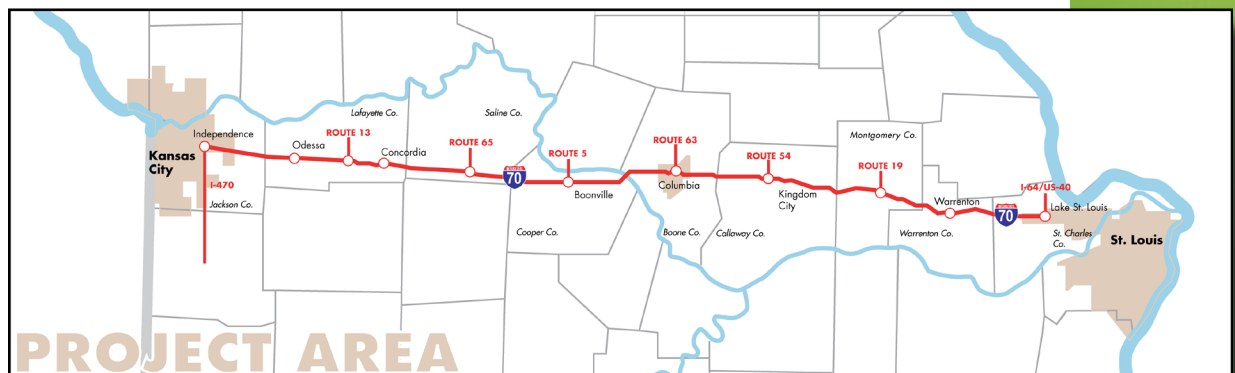 Lafayette Co.
Saline Co.
Independence
ROUTE 13
Montgomery Co.
Odessa
Concordia
ROUTE 65
ROUTE 5
ROUTE 63
ROUTE 54
ROUTE 19
Kansas
City
I-470
Jackson Co.
70
Boonville
Columbia
Kingdom
City
Warrenton
I-64/US-40
70
Lake St. Louis
Cooper Co.
Boone Co.
Callaway Co.
Warrenton Co.
St. Charles
Co.
St. Louis
PROJECT AREA